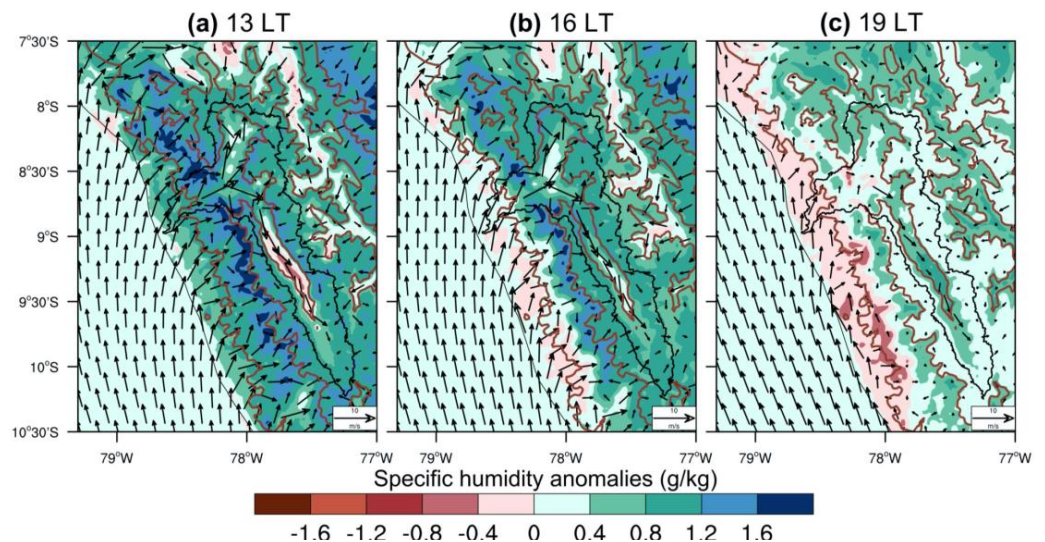 (a) 13 LT (b) 16 LT (c) 19 LT
7°30'S
8°S
8°30'S
9°S
9°30'S
10°S
10°30'S
10 10 10
m/s m/s m/s
79°W 78°W 77°W 79°W 78°W 77°W 79°W 78°W 77°W
Specific humidity anomalies (g/kg)
-1.6 -1.2 -0.8 -0.4 0 0.4 0.8 1.2 1.6